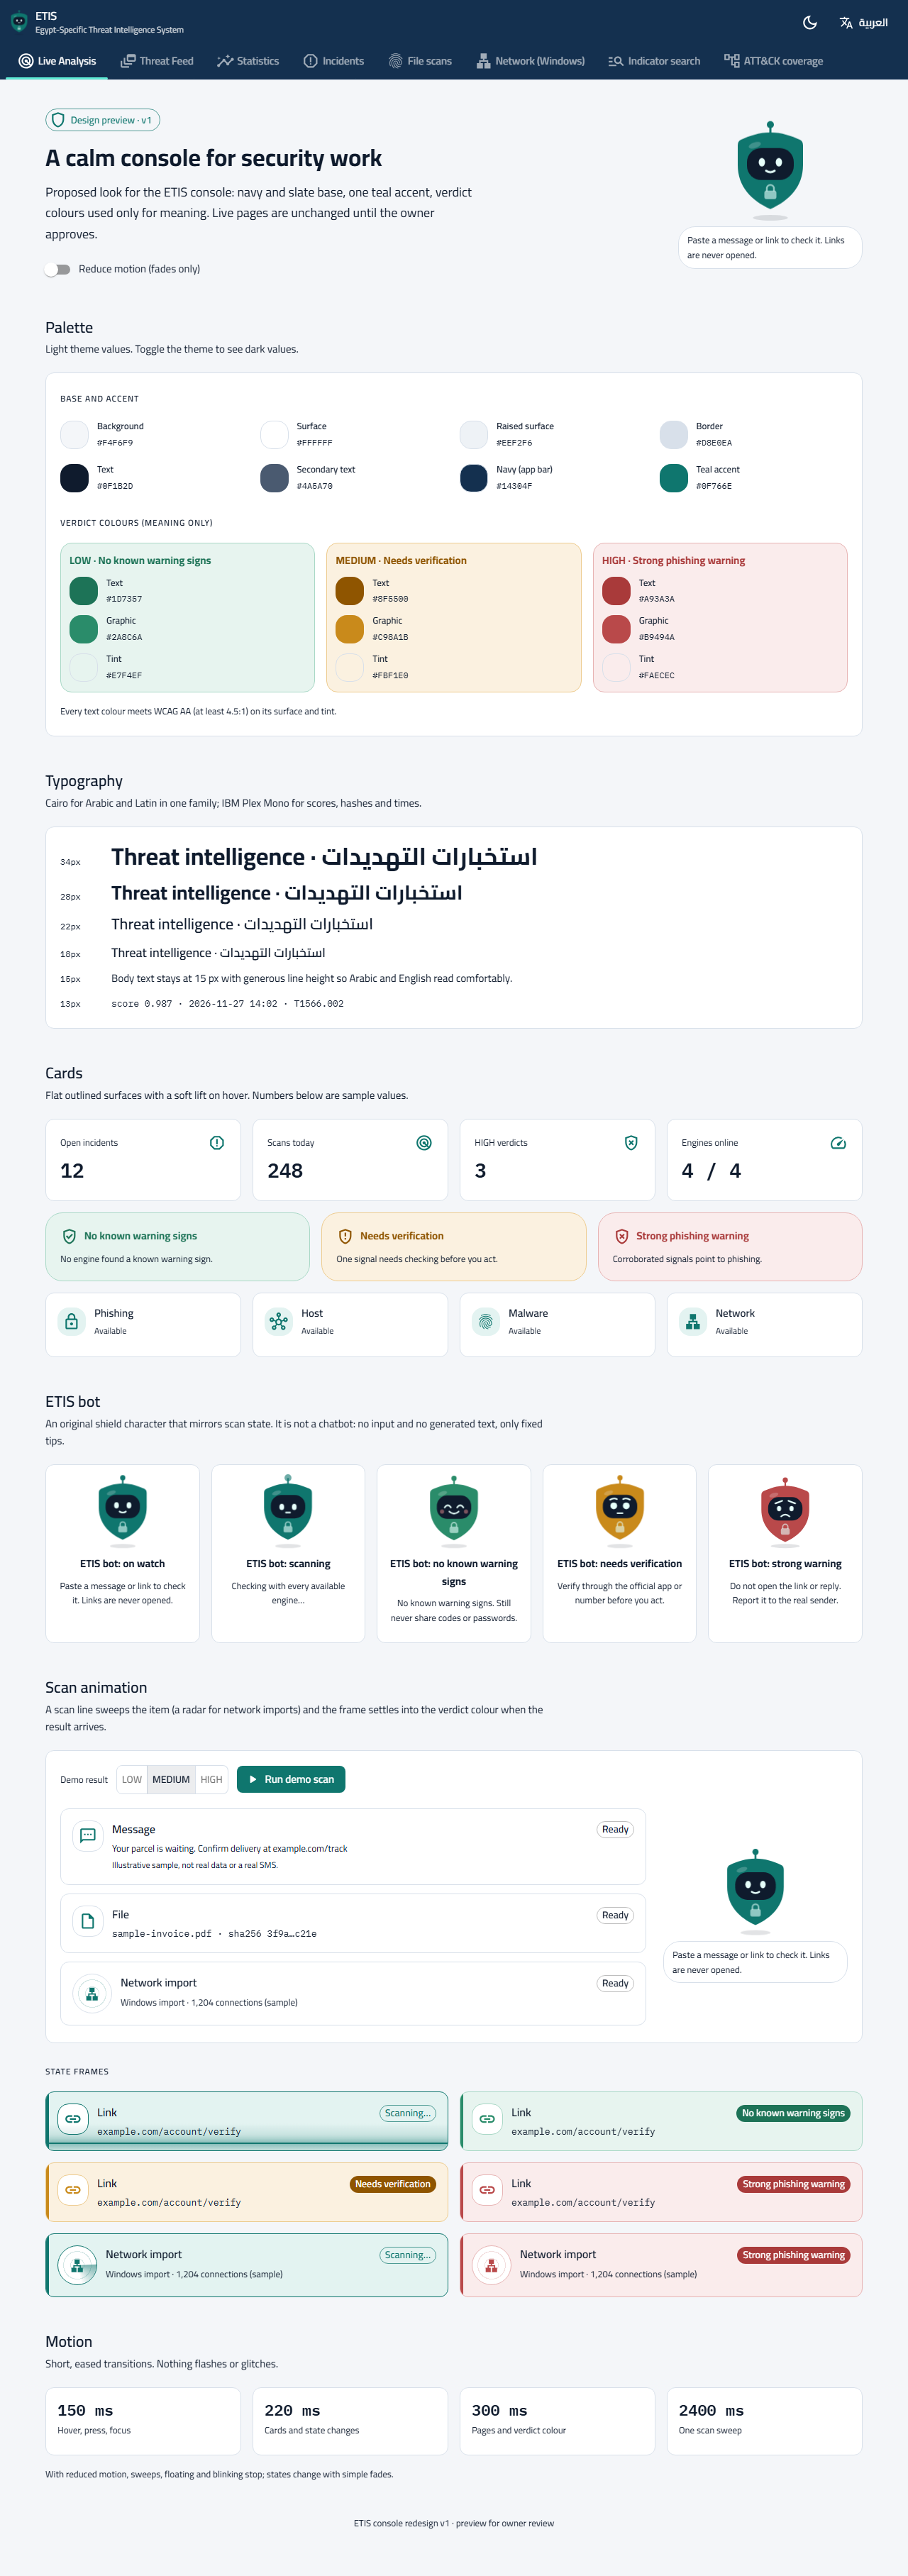 ETIS
Egypt-Specific Threat Intelligence System
العربية
Live Analysis
Threat Feed
Statistics
Incidents
File scans
Network (Windows)
Indicator search
ATT&CK coverage
Design preview · v1
A calm console for security work
Proposed look for the ETIS console: navy and slate base, one teal accent, verdict
colours used only for meaning. Live pages are unchanged until the owner
approves.
Reduce motion (fades only)
Paste a message or link to check it. Links
are never opened.
Palette
Light theme values. Toggle the theme to see dark values.
BASE AND ACCENT
Background
#F4F6F9
Surface
#FFFFFF
Raised surface
#EEF2F6
Border
#D8E0EA
Text
#0F1B2D
Secondary text
#4A5A70
Navy (app bar)
#14304F
Teal accent
#0F766E
VERDICT COLOURS (MEANING ONLY)
LOW · No known warning signs
Text
#1D7357
Graphic
#2A8C6A
Tint
#E7F4EF
MEDIUM · Needs verification
Text
#8F5500
Graphic
#C98A1B
Tint
#FBF1E0
HIGH · Strong phishing warning
Text
#A93A3A
Graphic
#B9494A
Tint
#FAECEC
Every text colour meets WCAG AA (at least 4.5:1) on its surface and tint.
Typography
Cairo for Arabic and Latin in one family; IBM Plex Mono for scores, hashes and times.
34px
Threat intelligence · استخبارات التهديدات
28px
Threat intelligence · استخبارات التهديدات
22px
Threat intelligence · استخبارات التهديدات
18px
Threat intelligence · استخبارات التهديدات
15px
Body text stays at 15 px with generous line height so Arabic and English read comfortably.
13px
score 0.987 · 2026-11-27 14:02 · T1566.002
Cards
Flat outlined surfaces with a soft lift on hover. Numbers below are sample values.
Open incidents
12
Scans today
248
HIGH verdicts
3
Engines online
4 / 4
No known warning signs
No engine found a known warning sign.
Needs verification
One signal needs checking before you act.
Strong phishing warning
Corroborated signals point to phishing.
Phishing
Available
Host
Available
Malware
Available
Network
Available
ETIS bot
An original shield character that mirrors scan state. It is not a chatbot: no input and no generated text, only fixed
tips.
ETIS bot: on watch
Paste a message or link to check
it. Links are never opened.
ETIS bot: scanning
Checking with every available
engine…
ETIS bot: no known warning
signs
No known warning signs. Still
never share codes or passwords.
ETIS bot: needs verification
Verify through the official app or
number before you act.
ETIS bot: strong warning
Do not open the link or reply.
Report it to the real sender.
Scan animation
A scan line sweeps the item (a radar for network imports) and the frame settles into the verdict colour when the
result arrives.
Demo result
LOW
MEDIUM
HIGH
Run demo scan
Message
Your parcel is waiting. Confirm delivery at example.com/track
Illustrative sample, not real data or a real SMS.
Ready
File
sample-invoice.pdf · sha256 3f9a…c21e
Ready
Network import
Windows import · 1,204 connections (sample)
Ready
Paste a message or link to check it. Links
are never opened.
STATE FRAMES
Link
example.com/account/verify
Scanning…
Link
example.com/account/verify
No known warning signs
Link
example.com/account/verify
Needs verification
Link
example.com/account/verify
Strong phishing warning
Network import
Windows import · 1,204 connections (sample)
Scanning…
Network import
Windows import · 1,204 connections (sample)
Strong phishing warning
Motion
Short, eased transitions. Nothing flashes or glitches.
150 ms
Hover, press, focus
220 ms
Cards and state changes
300 ms
Pages and verdict colour
2400 ms
One scan sweep
With reduced motion, sweeps, floating and blinking stop; states change with simple fades.
ETIS console redesign v1 · preview for owner review